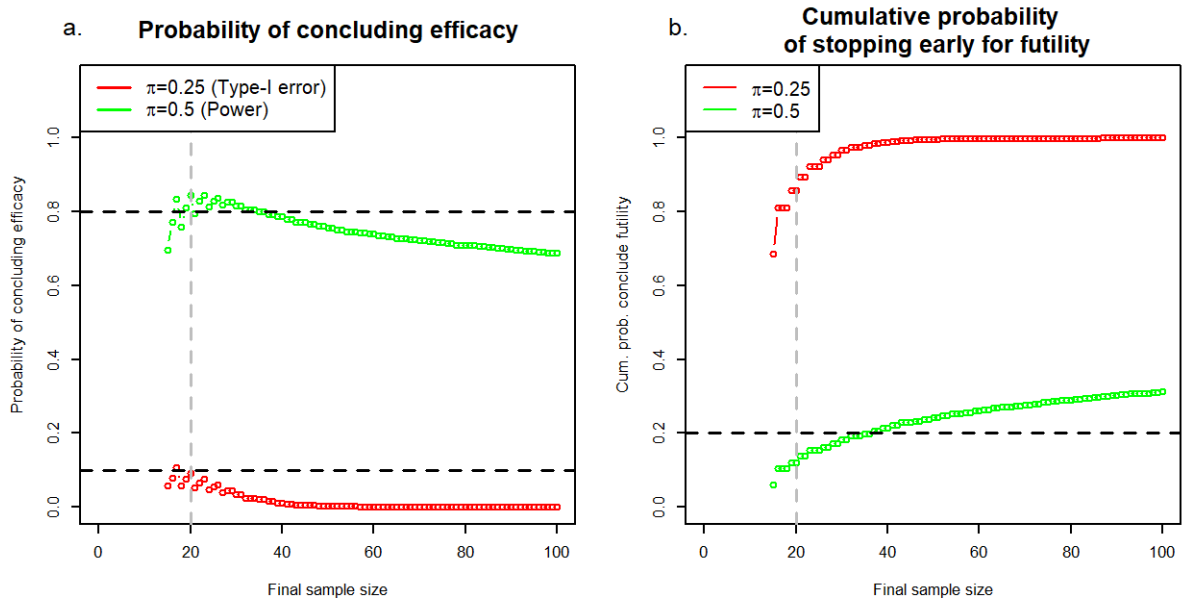 a.
Probability of concluding efficacy
π=0.25 (Type-I error)
π=0.5 (Power)
Probability of concluding efficacy
1.0
0.8
0.6
0.4
0.2
0.0
0 20 40 60 80 100
Final sample size
b.
Cumulative probability
of stopping early for futility
π=0.25
π=0.5
Cum. prob. conclude futility
1.0
0.8
0.6
0.4
0.2
0.0
0 20 40 60 80 100
Final sample size